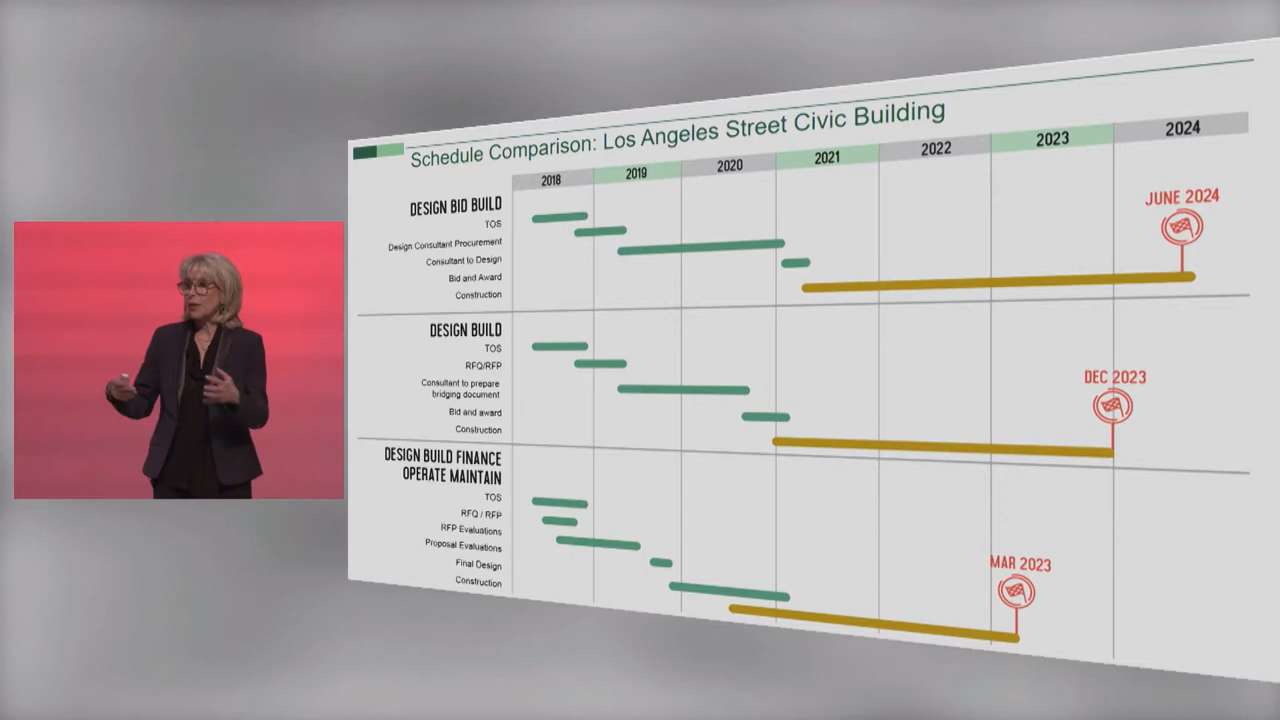 Schedule Comparison: Los Angeles Street Civic Building
2018 2019 2020 2021 2022 2023 2024
DESIGN BID BUILD
TOS
Design Consultant Procurement
Consultant to Design
Bid and Award
Construction
JUNE 2024
DESIGN BUILD
TOS
RFQ/RFP
Consultant to prepare
bridging document
Bid and award
Construction
DEC 2023
DESIGN BUILD FINANCE
OPERATE MAINTAIN
TOS
RFQ / RFP
RFP Evaluations
Proposal Evaluations
Final Design
Construction
MAR 2023